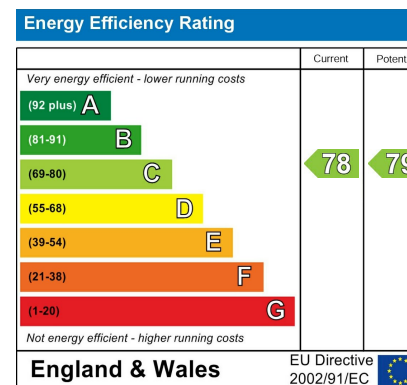 Energy Efficiency Rating
Current Potent
Very energy efficient - lower running costs
(92 plus) A
(81-91) B
(69-80) C
78 79
(55-68) D
(39-54) E
(21-38) F
(1-20) G
Not energy efficient - higher running costs
England & Wales
EU Directive
2002/91/EC